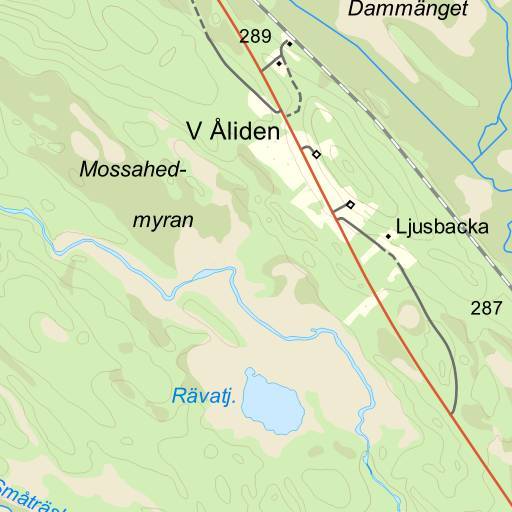 Dammänget
289
V Åliden
Mossahed-
myran
Ljusbacka
287
Rävatj.